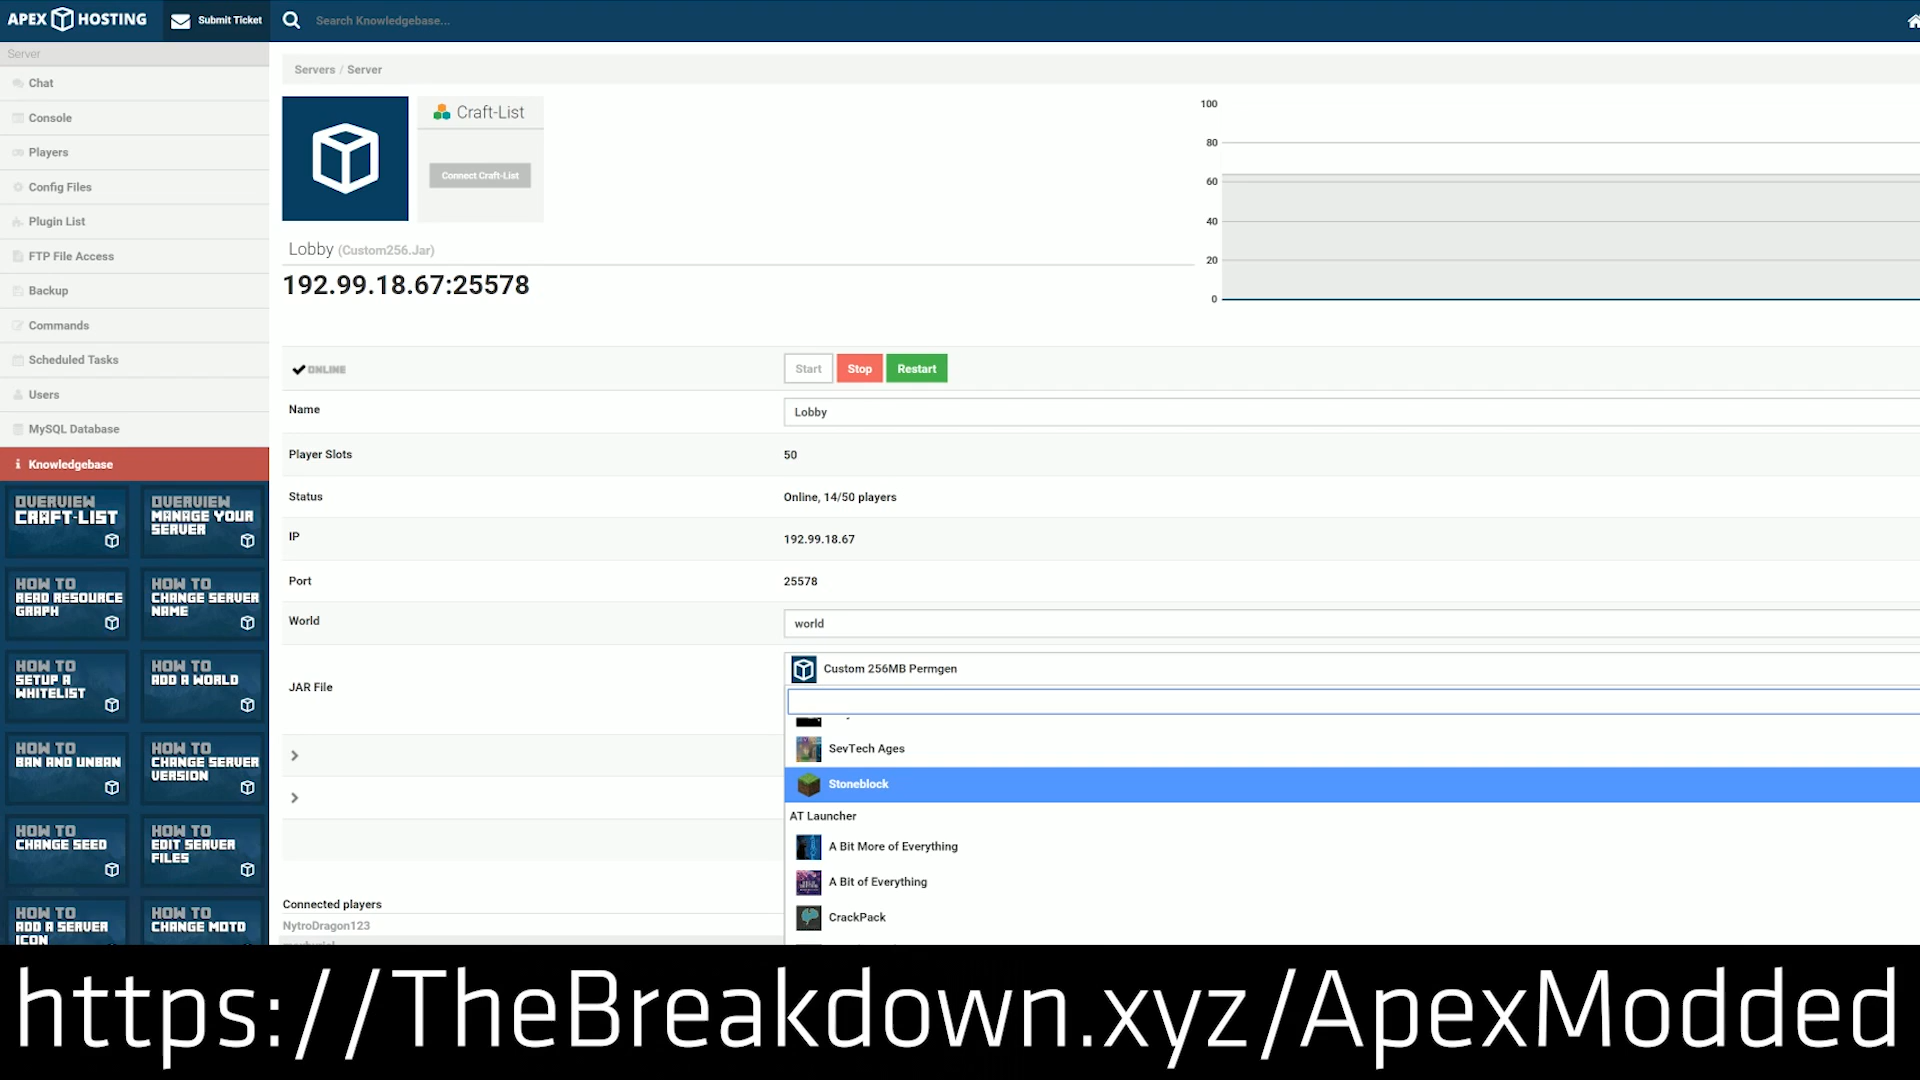 APEX HOSTING
Submit Ticket
Search Knowledgebase...
Server
Chat
Console
Players
Config Files
Plugin List
FTP File Access
Backup
Commands
Scheduled Tasks
Users
MySQL Database
Knowledgebase
OVERVIEW
CRAFT-LIST
OVERVIEW
MANAGE YOUR
SERVER
HOW TO
READ RESOURCE
GRAPH
HOW TO
CHANGE SERVER
NAME
HOW TO
SETUP A
WHITELIST
HOW TO
ADD A WORLD
HOW TO
BAN AND UNBAN
HOW TO
CHANGE SERVER
VERSION
HOW TO
CHANGE SEED
HOW TO
EDIT SERVER
FILES
HOW TO
ADD A SERVER
ICON
HOW TO
CHANGE MOTD
Servers / Server
Craft-List
Connect Craft-List
Lobby (Custom256.Jar)
192.99.18.67:25578
100
80
60
40
20
0
ONLINE
Start
Stop
Restart
Name
Lobby
Player Slots
50
Status
Online, 14/50 players
IP
192.99.18.67
Port
25578
World
world
JAR File
Custom 256MB Permgen
SevTech Ages
Stoneblock
AT Launcher
A Bit More of Everything
A Bit of Everything
CrackPack
Connected players
NytroDragon123
https://TheBreakdown.xyz/ApexModded